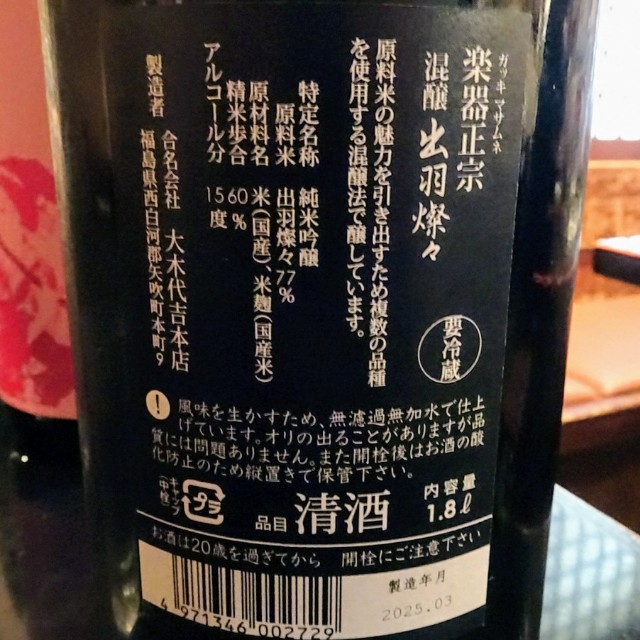 ガッキマサムネ
楽器正宗
混醸 出羽燦々
要冷蔵
原料米の魅力を引き出すため複数の品種
を使用する混醸法で醸しています。
特定名称 純米吟醸
原料米 出羽燦々77%
原材料名 米(国産)、米麹(国産米)
精米歩合 60%
アルコール分 15度
製造者 合名会社 大木代吉本店
福島県西白河郡矢吹町本町9
! 風味を生かすため、無濾過無加水で仕上
げています。オリの出ることがありますが品
質には問題ありません。また開栓後はお酒の酸
化防止のため縦置きで保管下さい。
キャップ
中栓
プラ
品目 清酒
内容量
1.8ℓ
お酒は20歳を過ぎてから 開栓にご注意下さい
製造年月
2025.03
4 971346 002729